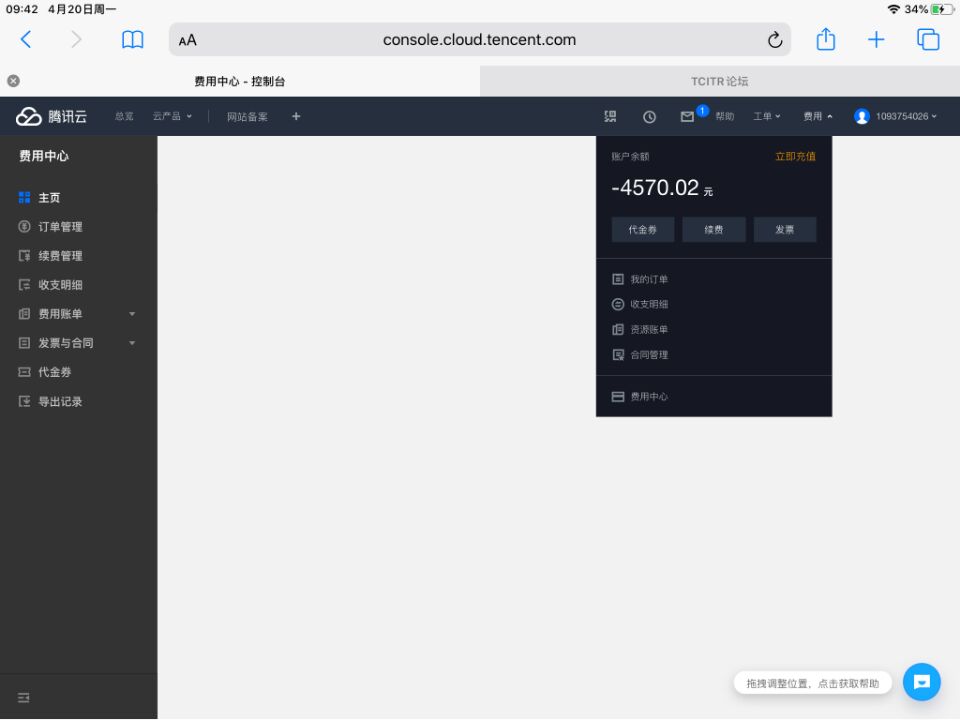 09:42 4月20日周一
34%
AA console.cloud.tencent.com
费用中心 - 控制台
TCITR 论坛
腾讯云 总览 云产品 网站备案 + 1 帮助 工单 费用 1093754026
费用中心
主页
订单管理
续费管理
收支明细
费用账单
发票与合同
代金券
导出记录
账户余额 立即充值
-4570.02 元
代金券 续费 发票
我的订单
收支明细
资源账单
合同管理
费用中心
拖拽调整位置，点击获取帮助